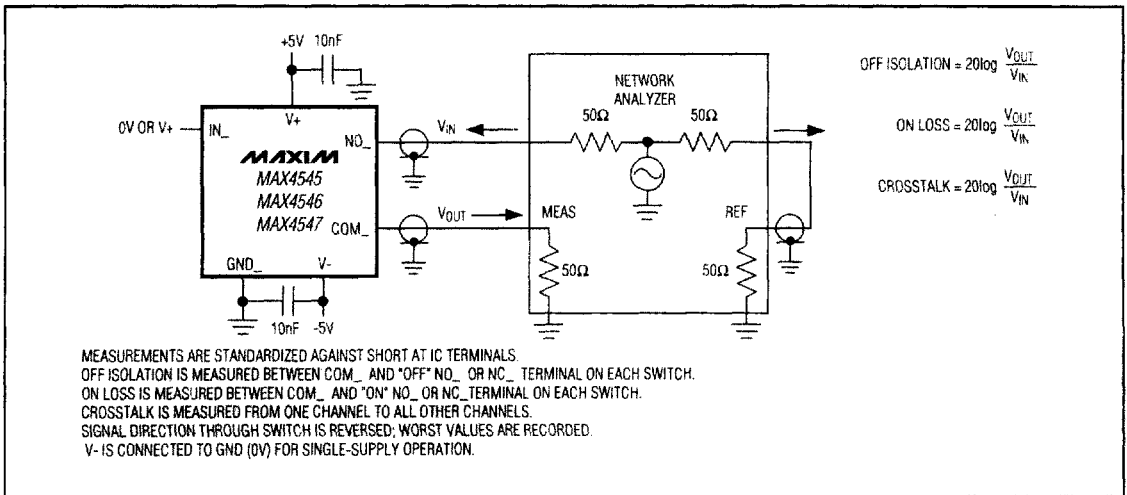 +5V 10nF
0V OR V+
IN_
V+
NO_
MAXIM
MAX4545
MAX4546
MAX4547
COM_
GND_
V-
10nF
-5V
VIN
VOUT
NETWORK
ANALYZER
50Ω
50Ω
MEAS
REF
50Ω
50Ω
OFF ISOLATION = 20log VOUT/VIN
ON LOSS = 20log VOUT/VIN
CROSSTALK = 20log VOUT/VIN
MEASUREMENTS ARE STANDARDIZED AGAINST SHORT AT IC TERMINALS.
OFF ISOLATION IS MEASURED BETWEEN COM_ AND "OFF" NO_ OR NC_ TERMINAL ON EACH SWITCH.
ON LOSS IS MEASURED BETWEEN COM_ AND "ON" NO_ OR NC_TERMINAL ON EACH SWITCH.
CROSSTALK IS MEASURED FROM ONE CHANNEL TO ALL OTHER CHANNELS.
SIGNAL DIRECTION THROUGH SWITCH IS REVERSED; WORST VALUES ARE RECORDED.
V- IS CONNECTED TO GND (0V) FOR SINGLE-SUPPLY OPERATION.